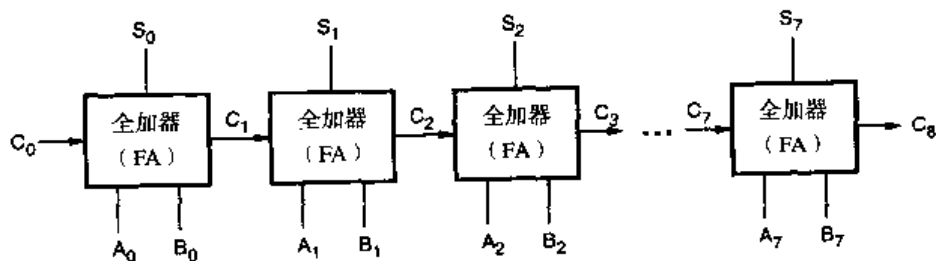 S₀ S₁ S₂ S₇
全加器 全加器 全加器 全加器
C₀ C₁ C₂ C₃ ... C₇ C₈
(FA) (FA) (FA) (FA)
A₀ B₀ A₁ B₁ A₂ B₂ A₇ B₇